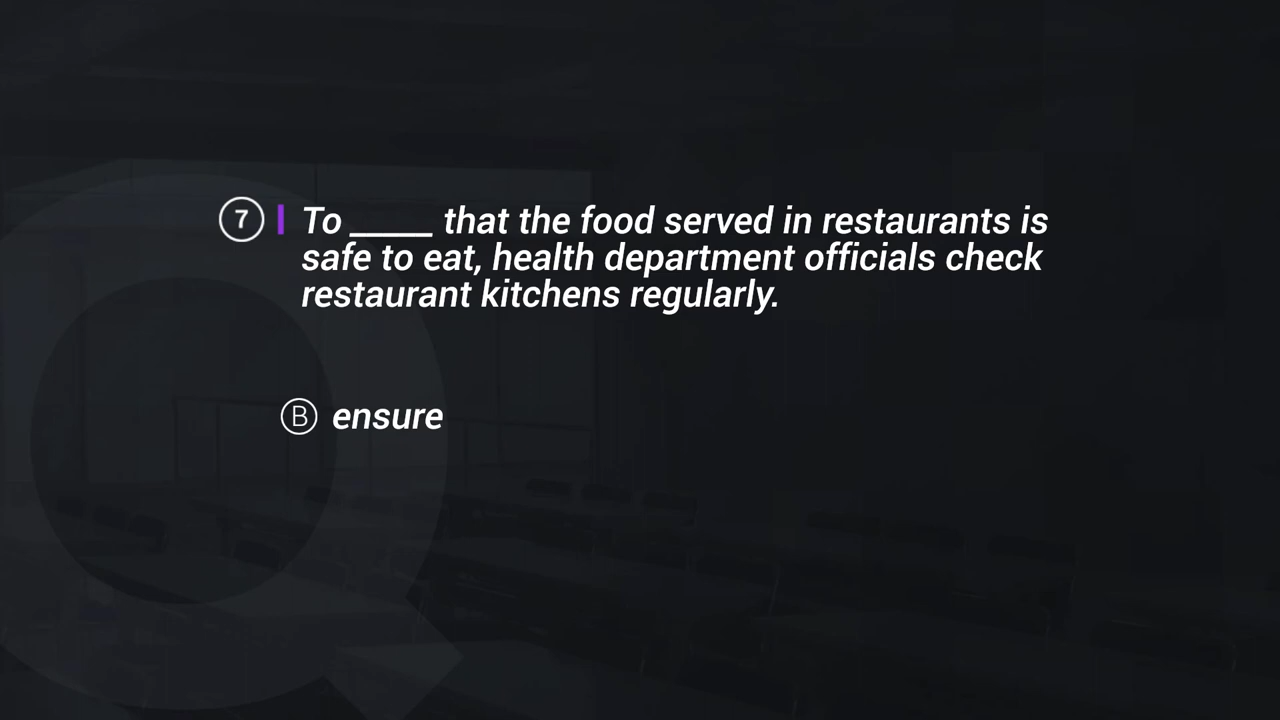 7 To _____ that the food served in restaurants is
safe to eat, health department officials check
restaurant kitchens regularly.
B ensure